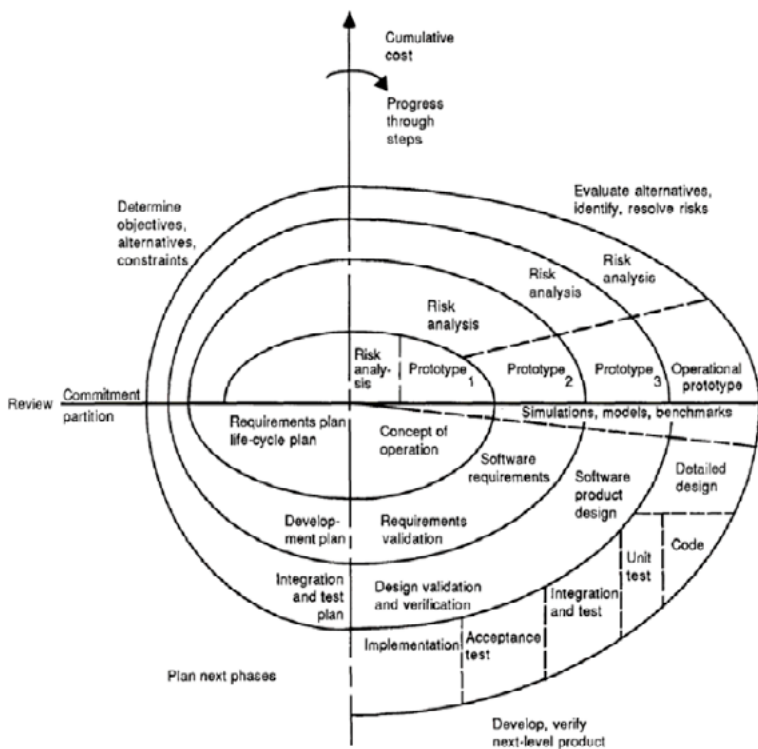 Cumulative
cost
Progress
through
steps
Evaluate alternatives,
identify, resolve risks
Determine
objectives,
alternatives,
constraints
Risk
analysis
Risk
analysis
Risk
analysis
Risk
analy-
sis
Prototype
1
Prototype
2
Prototype
3
Operational
prototype
Review
Commitment
partition
Simulations, models, benchmarks
Requirements plan
life-cycle plan
Concept of
operation
Software
requirements
Software
product
design
Detailed
design
Develop-
ment plan
Requirements
validation
Code
Unit
test
Integration
and test
plan
Design validation
and verification
Integration
and test
Acceptance
test
Implementation
Plan next phases
Develop, verify
next-level product